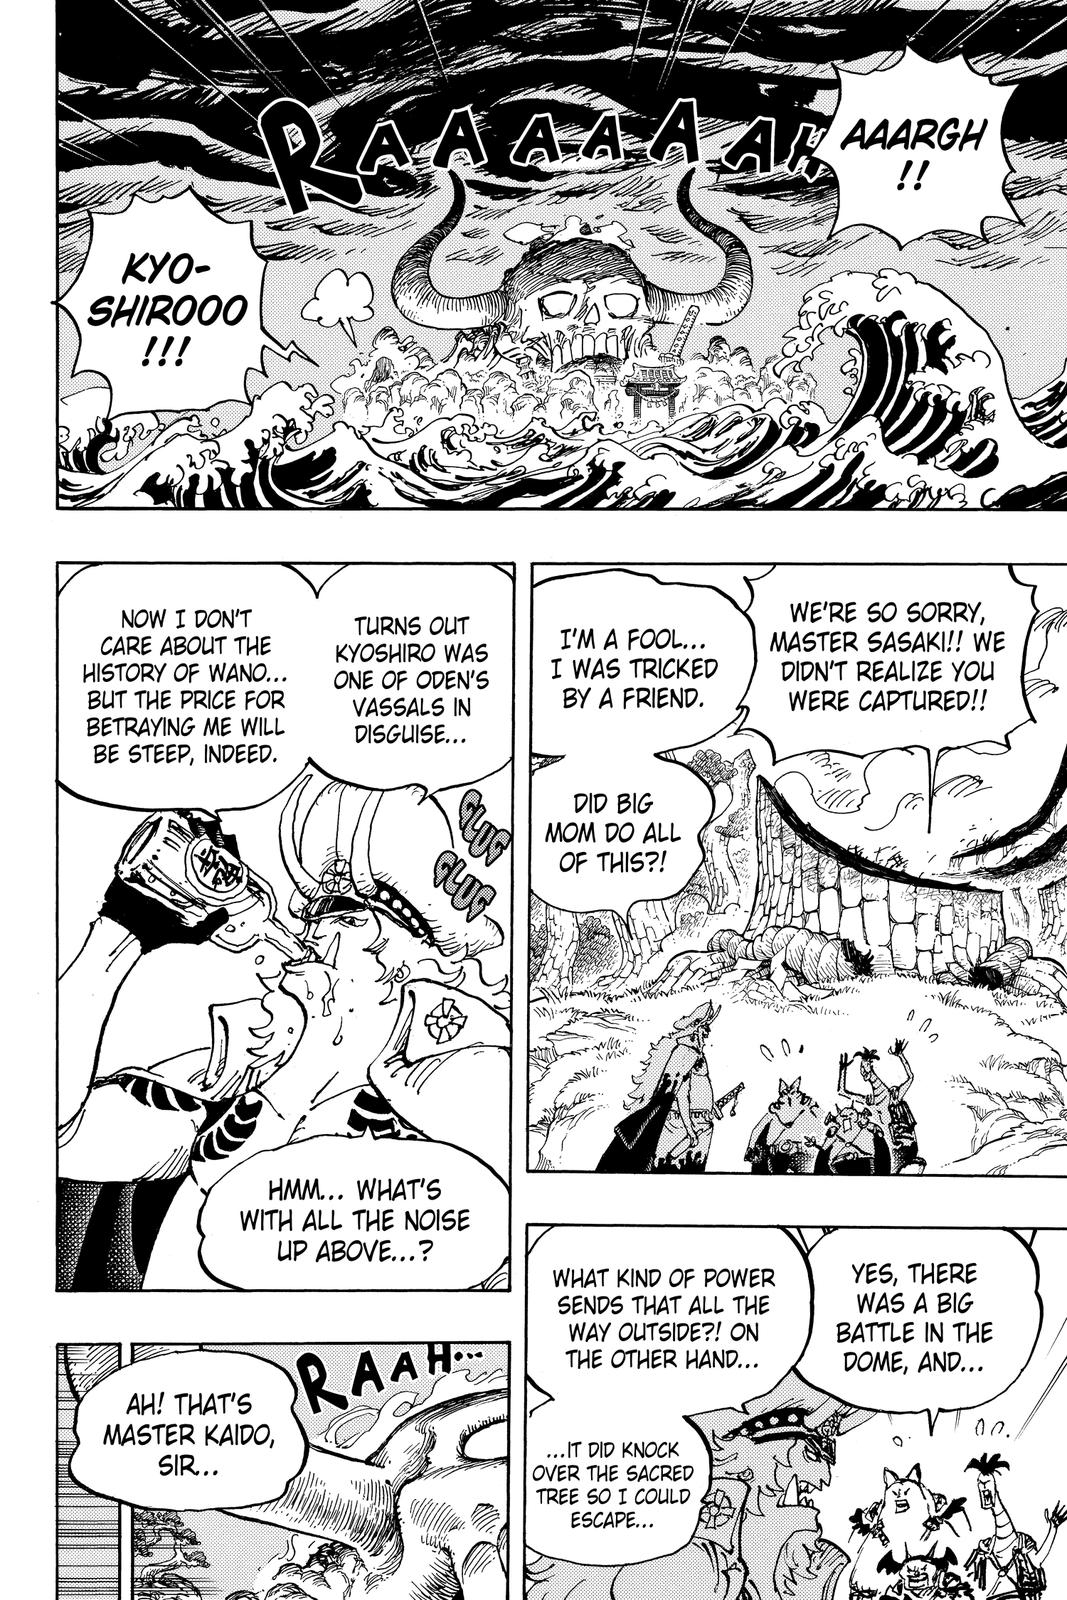 RAAAAAAH
AAARGH
!!
KYO-
SHIROOO
!!!
WE'RE SO SORRY,
MASTER SASAKI!! WE
DIDN'T REALIZE YOU
WERE CAPTURED!!
I'M A FOOL...
I WAS TRICKED
BY A FRIEND.
DID BIG
MOM DO ALL
OF THIS?!
TURNS OUT
KYOSHIRO WAS
ONE OF ODEN'S
VASSALS IN
DISGUISE...
NOW I DON'T
CARE ABOUT THE
HISTORY OF WANO...
BUT THE PRICE FOR
BETRAYING ME WILL
BE STEEP, INDEED.
GLUG
GLUG
HMM... WHAT'S
WITH ALL THE NOISE
UP ABOVE...?
YES, THERE
WAS A BIG
BATTLE IN THE
DOME, AND...
WHAT KIND OF POWER
SENDS THAT ALL THE
WAY OUTSIDE?! ON
THE OTHER HAND...
...IT DID KNOCK
OVER THE SACRED
TREE SO I COULD
ESCAPE...
RAAH...
AH! THAT'S
MASTER KAIDO,
SIR...